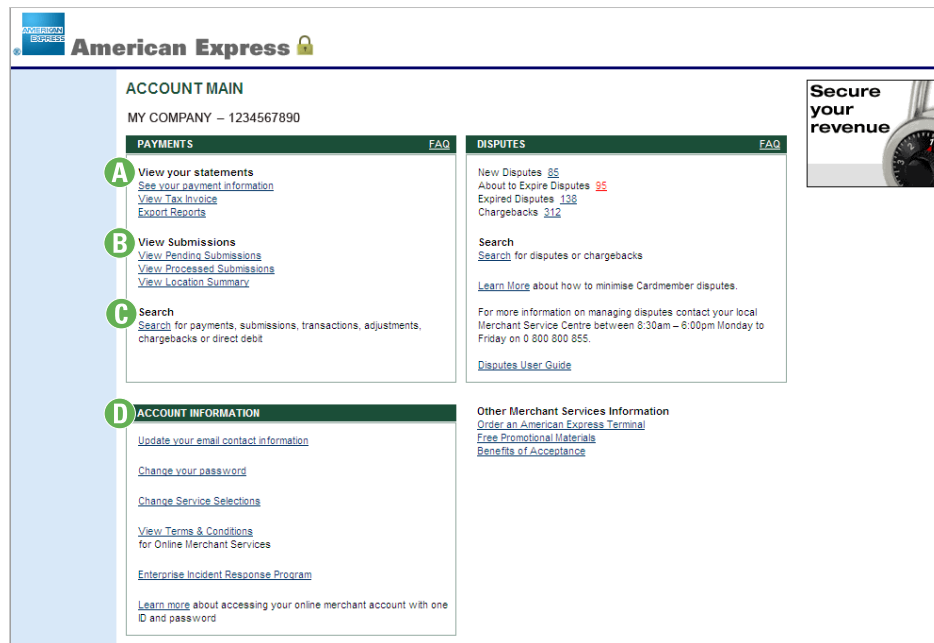 AMERICAN
EXPRESS
®
American Express
ACCOUNT MAIN
MY COMPANY – 1234567890
PAYMENTS FAQ
A
View your statements
See your payment information
View Tax Invoice
Export Reports
B
View Submissions
View Pending Submissions
View Processed Submissions
View Location Summary
C
Search
Search for payments, submissions, transactions, adjustments,
chargebacks or direct debit
DISPUTES FAQ
New Disputes 85
About to Expire Disputes 95
Expired Disputes 138
Chargebacks 312
Search
Search for disputes or chargebacks
Learn More about how to minimise Cardmember disputes.
For more information on managing disputes contact your local
Merchant Service Centre between 8:30am – 6:00pm Monday to
Friday on 0 800 800 855.
Disputes User Guide
Secure
your
revenue
D
ACCOUNT INFORMATION
Update your email contact information
Change your password
Change Service Selections
View Terms & Conditions
for Online Merchant Services
Enterprise Incident Response Program
Learn more about accessing your online merchant account with one
ID and password
Other Merchant Services Information
Order an American Express Terminal
Free Promotional Materials
Benefits of Acceptance